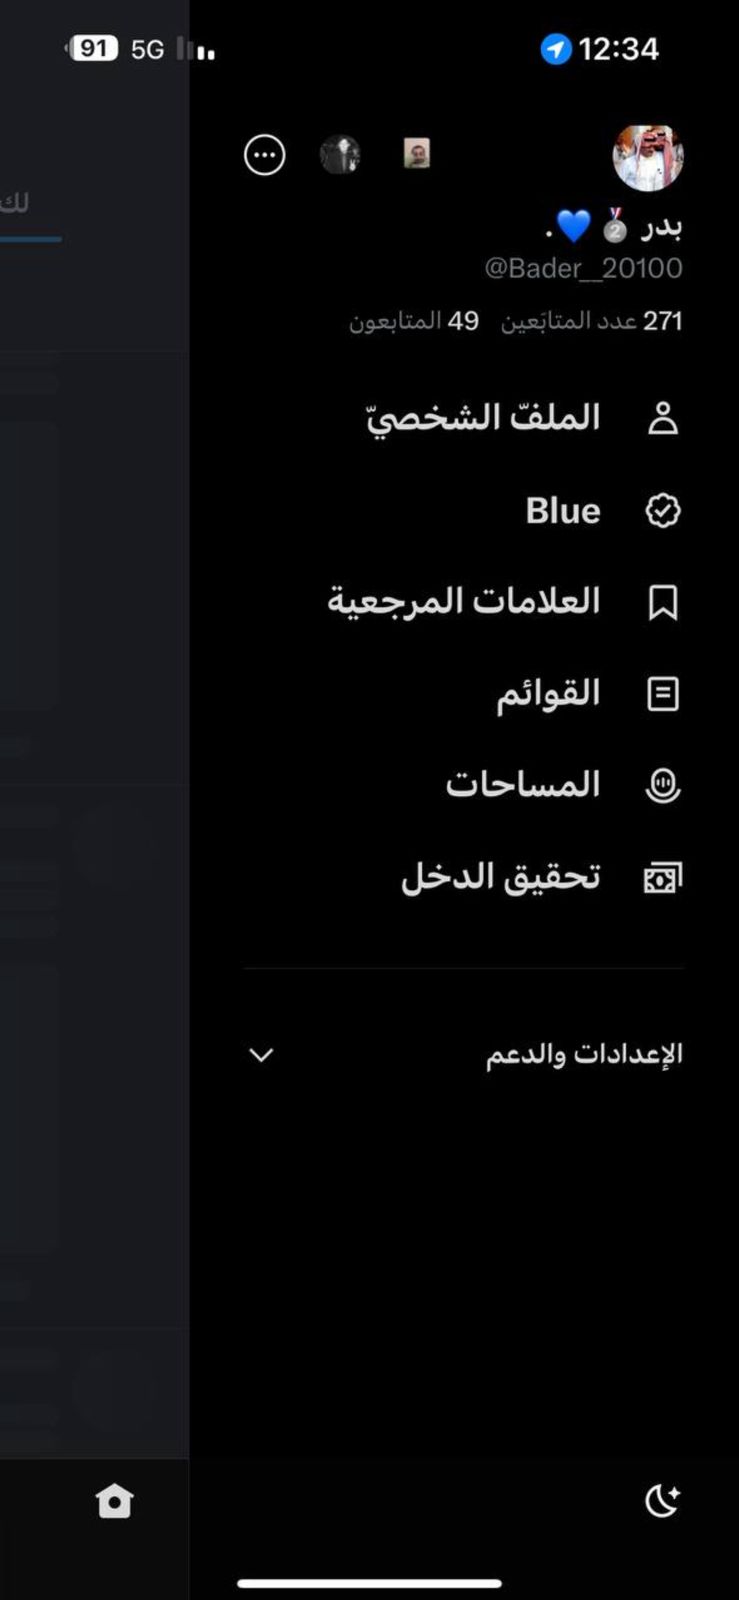 91 5G 12:34
لك
بدر 🥈💙.
@Bader__20100
271 عدد المتابَعين 49 المتابعون
الملفّ الشخصيّ
Blue
العلامات المرجعية
القوائم
المساحات
تحقيق الدخل
الإعدادات والدعم